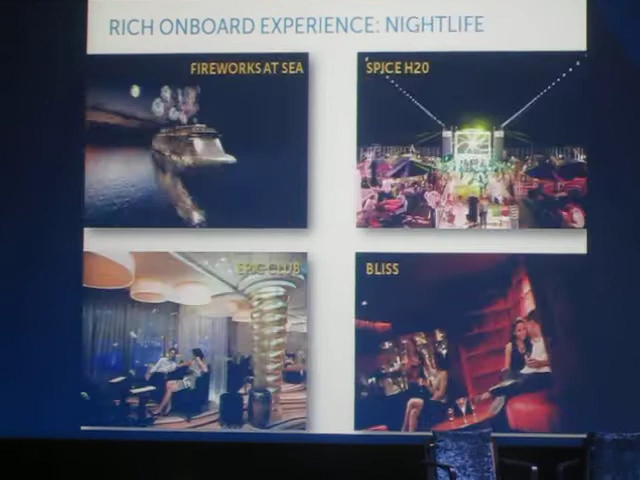 RICH ONBOARD EXPERIENCE: NIGHTLIFE
FIREWORKS AT SEA
SPICE H2O
EPIC CLUB
BLISS